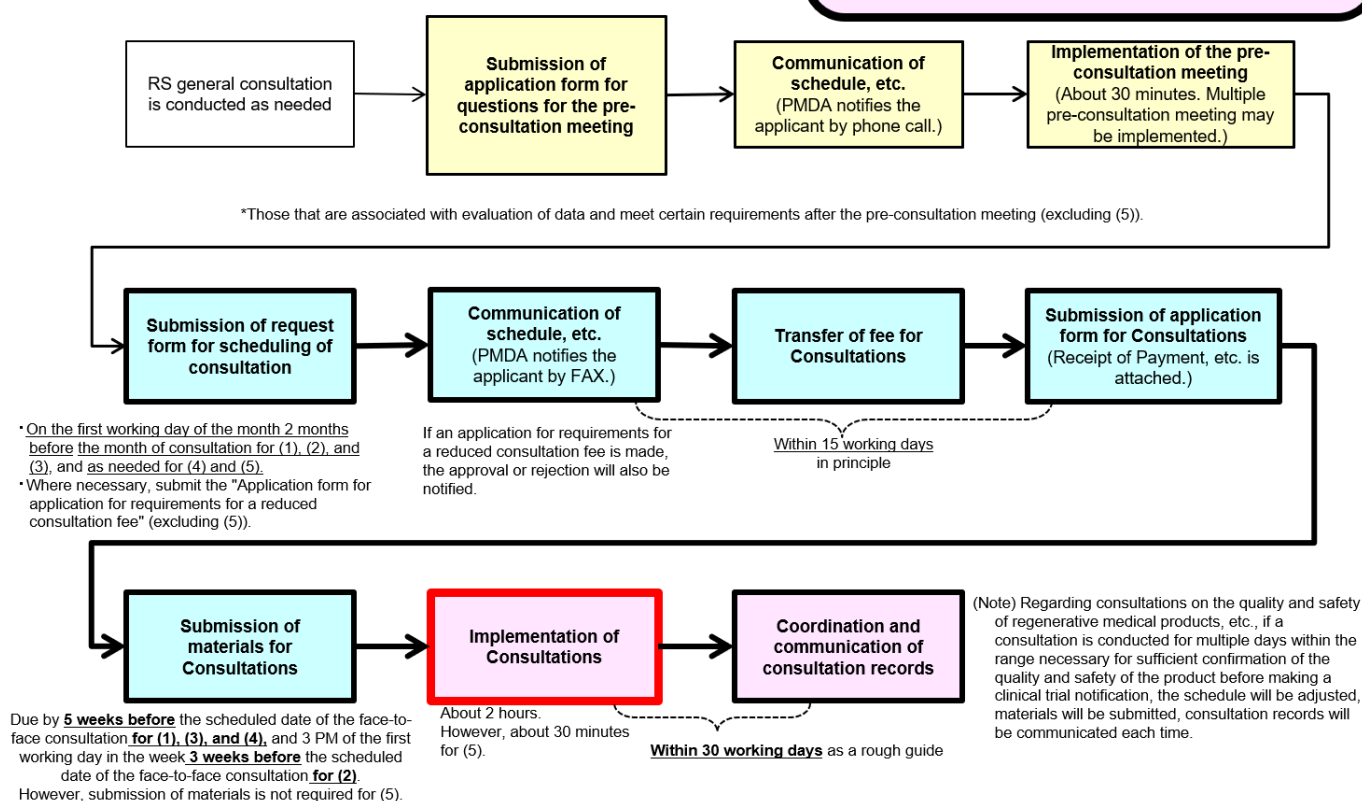 RS general consultation
is conducted as needed
Submission of
application form for
questions for the pre-
consultation meeting
Communication of
schedule, etc.
(PMDA notifies the
applicant by phone call.)
Implementation of the pre-
consultation meeting
(About 30 minutes. Multiple
pre-consultation meeting may
be implemented.)
*Those that are associated with evaluation of data and meet certain requirements after the pre-consultation meeting (excluding (5)).
Submission of request
form for scheduling of
consultation
Communication of
schedule, etc.
(PMDA notifies the
applicant by FAX.)
Transfer of fee for
Consultations
Submission of application
form for Consultations
(Receipt of Payment, etc. is
attached.)
・On the first working day of the month 2 months
before the month of consultation for (1), (2), and
(3), and as needed for (4) and (5).
・Where necessary, submit the "Application form for
application for requirements for a reduced
consultation fee" (excluding (5)).
If an application for requirements for
a reduced consultation fee is made,
the approval or rejection will also be
notified.
Within 15 working days
in principle
Submission of
materials for
Consultations
Implementation of
Consultations
Coordination and
communication of
consultation records
(Note) Regarding consultations on the quality and safety
of regenerative medical products, etc., if a
consultation is conducted for multiple days within the
range necessary for sufficient confirmation of the
quality and safety of the product before making a
clinical trial notification, the schedule will be adjusted,
materials will be submitted, consultation records will
be communicated each time.
Due by 5 weeks before the scheduled date of the face-to-
face consultation for (1), (3), and (4), and 3 PM of the first
working day in the week 3 weeks before the scheduled
date of the face-to-face consultation for (2).
However, submission of materials is not required for (5).
About 2 hours.
However, about 30 minutes
for (5).
Within 30 working days as a rough guide